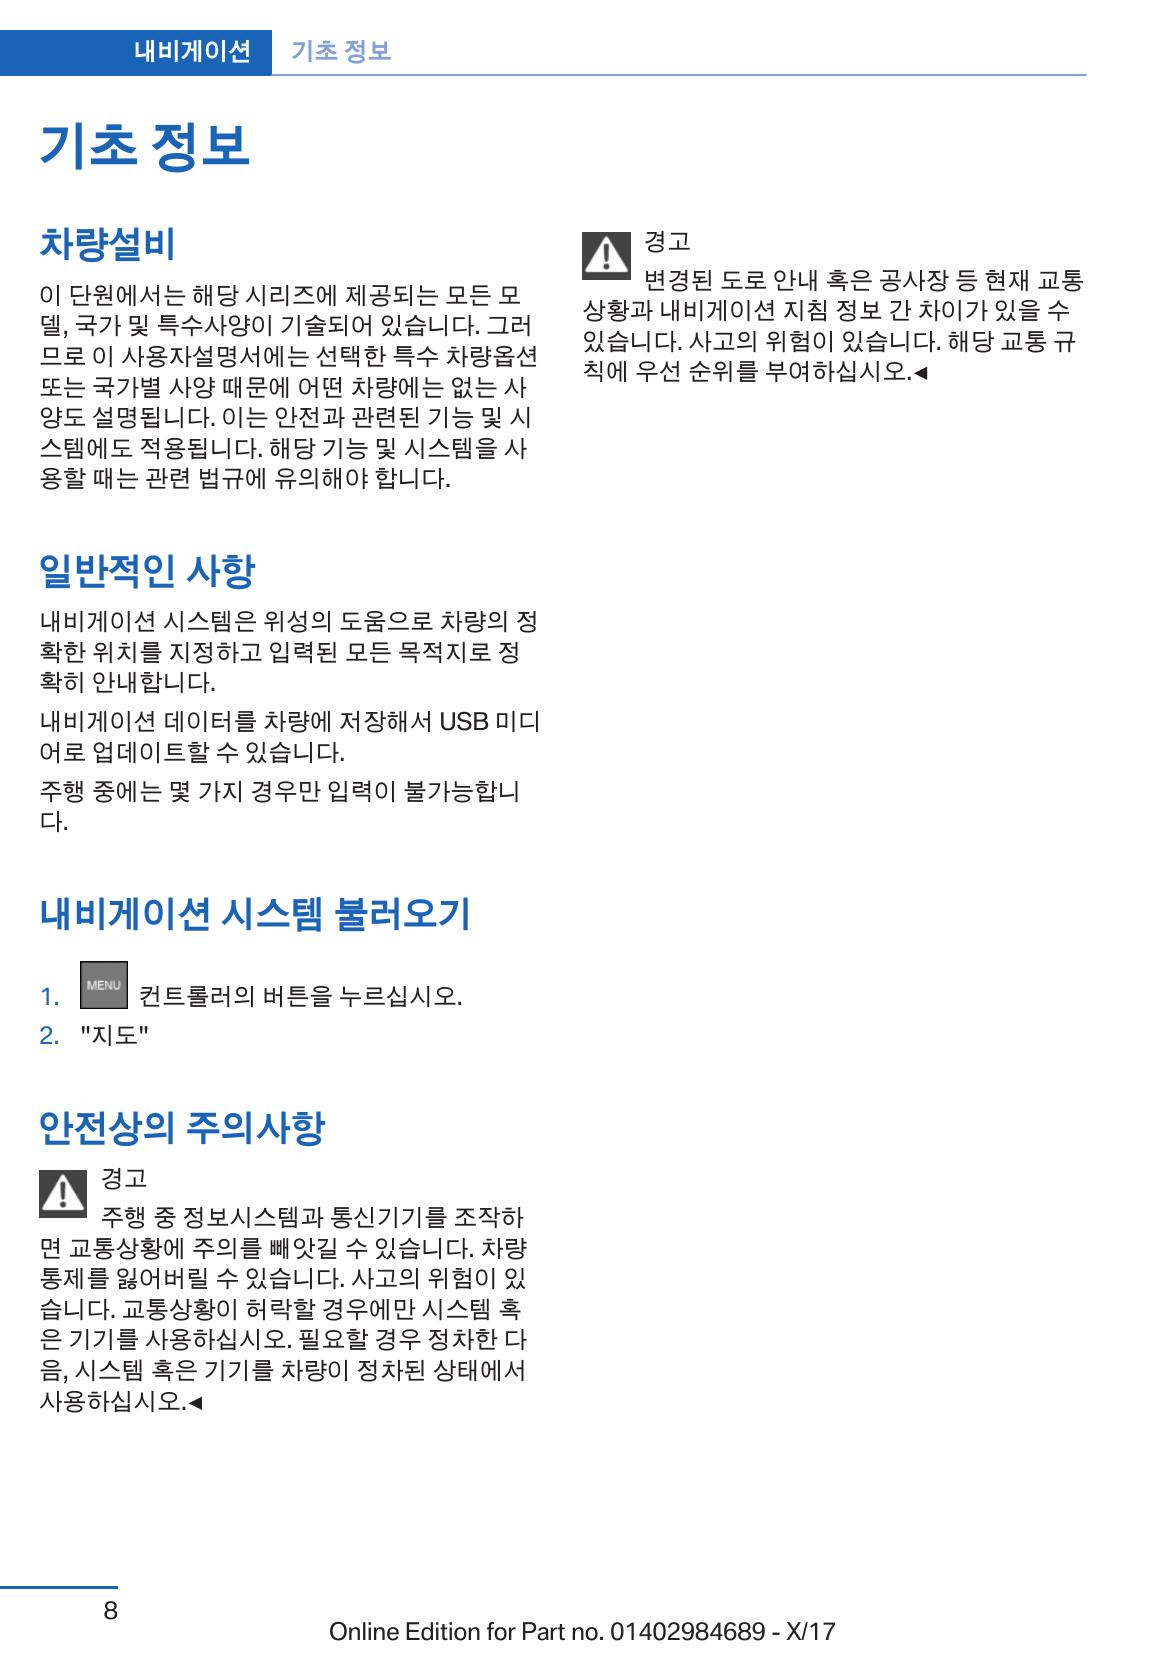 내비게이션 기초 정보
기초 정보
차량설비
이 단원에서는 해당 시리즈에 제공되는 모든 모
델, 국가 및 특수사양이 기술되어 있습니다. 그러
므로 이 사용자설명서에는 선택한 특수 차량옵션
또는 국가별 사양 때문에 어떤 차량에는 없는 사
양도 설명됩니다. 이는 안전과 관련된 기능 및 시
스템에도 적용됩니다. 해당 기능 및 시스템을 사
용할 때는 관련 법규에 유의해야 합니다.
일반적인 사항
내비게이션 시스템은 위성의 도움으로 차량의 정
확한 위치를 지정하고 입력된 모든 목적지로 정
확히 안내합니다.
내비게이션 데이터를 차량에 저장해서 USB 미디
어로 업데이트할 수 있습니다.
주행 중에는 몇 가지 경우만 입력이 불가능합니
다.
내비게이션 시스템 불러오기
1. MENU 컨트롤러의 버튼을 누르십시오.
2. "지도"
안전상의 주의사항
경고
주행 중 정보시스템과 통신기기를 조작하
면 교통상황에 주의를 빼앗길 수 있습니다. 차량
통제를 잃어버릴 수 있습니다. 사고의 위험이 있
습니다. 교통상황이 허락할 경우에만 시스템 혹
은 기기를 사용하십시오. 필요할 경우 정차한 다
음, 시스템 혹은 기기를 차량이 정차된 상태에서
사용하십시오.◄
경고
변경된 도로 안내 혹은 공사장 등 현재 교통
상황과 내비게이션 지침 정보 간 차이가 있을 수
있습니다. 사고의 위험이 있습니다. 해당 교통 규
칙에 우선 순위를 부여하십시오.◄
8
Online Edition for Part no. 01402984689 - X/17